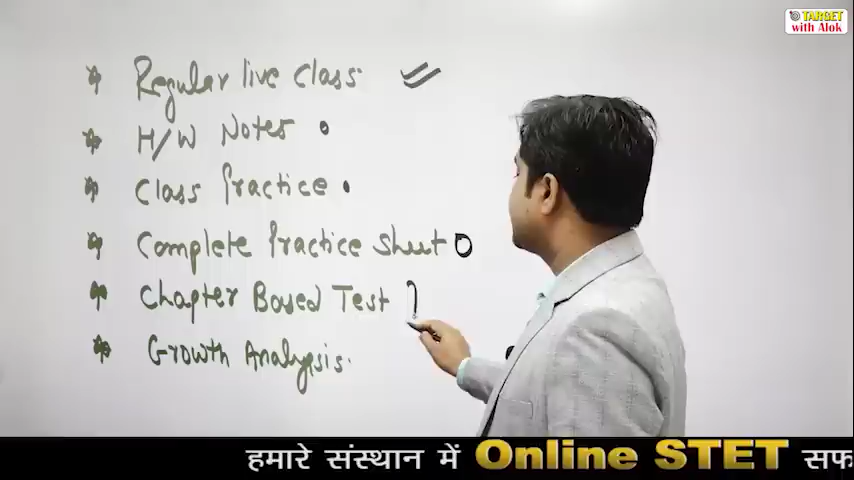 TARGET
with Alok
Regular live Class
H/W Notes
Class Practice
Complete Practice Sheet
Chapter Based Test
Growth Analysis
हमारे संस्थान में Online STET सफ